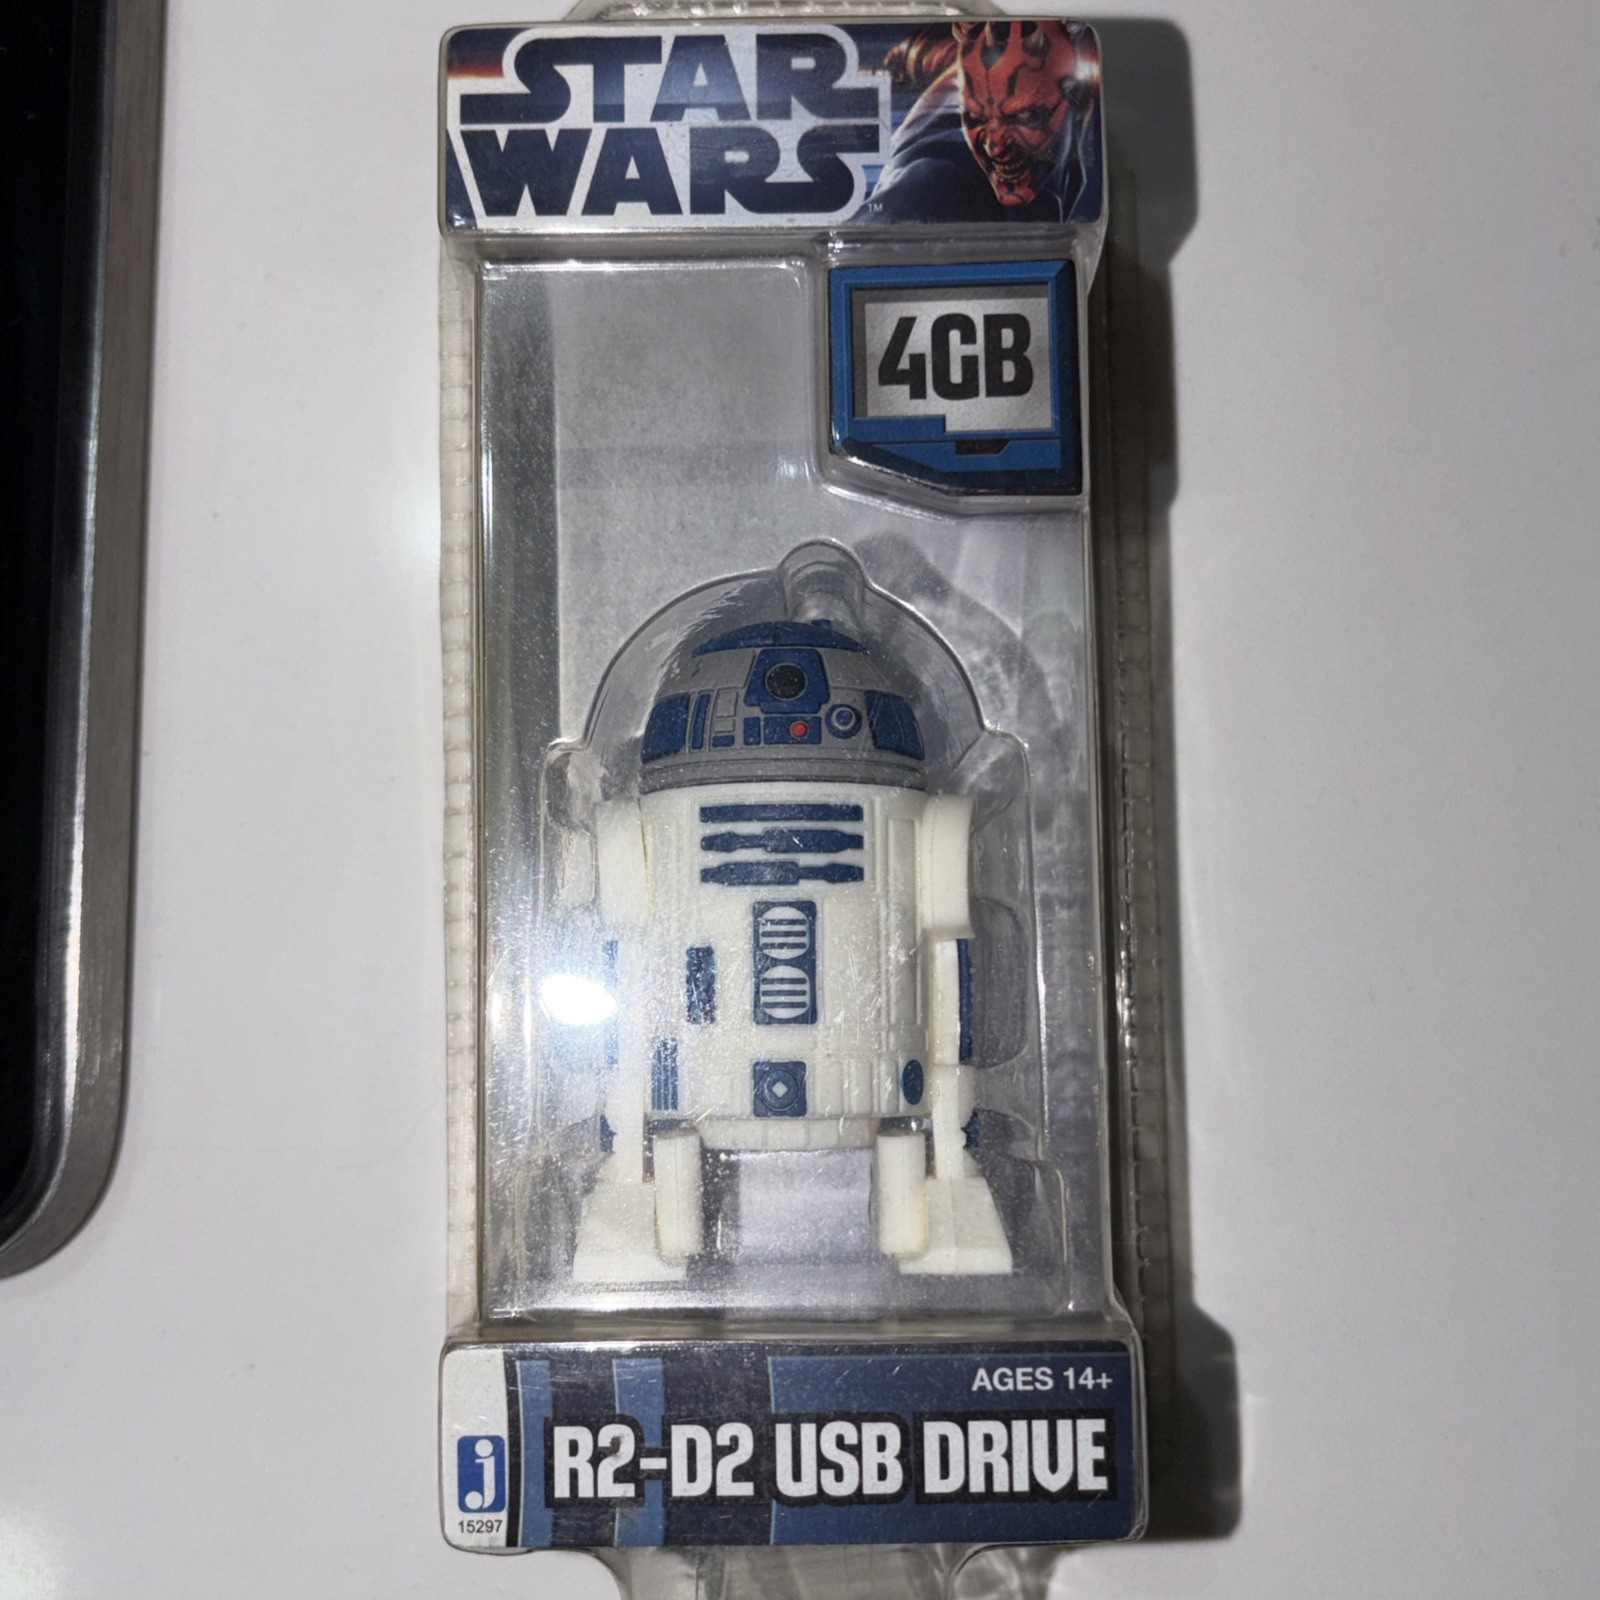 STAR
WARS
™
4GB
AGES 14+
R2-D2 USB DRIVE
j
15297